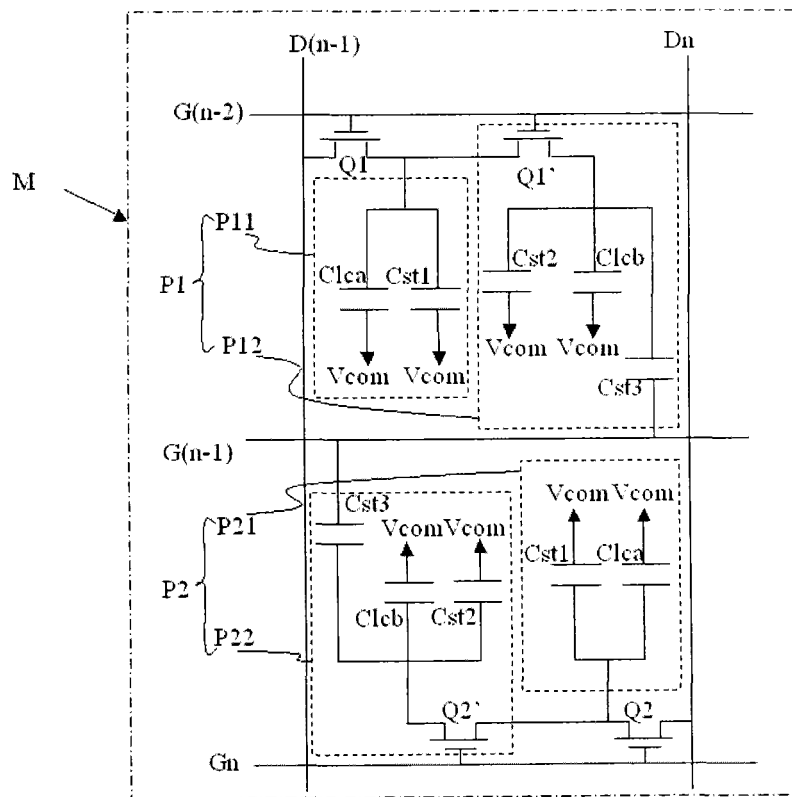 D(n-1) Dn
G(n-2)
Q1 Q1'
M
P11
Clca Cst1 Cst2 Clcb
P1
P12
Vcom Vcom Vcom Vcom
Cst3
G(n-1)
Cst3
Vcom Vcom Vcom Vcom
P21
Cst1 Clca
P2
Clcb Cst2
P22
Q2' Q2
Gn